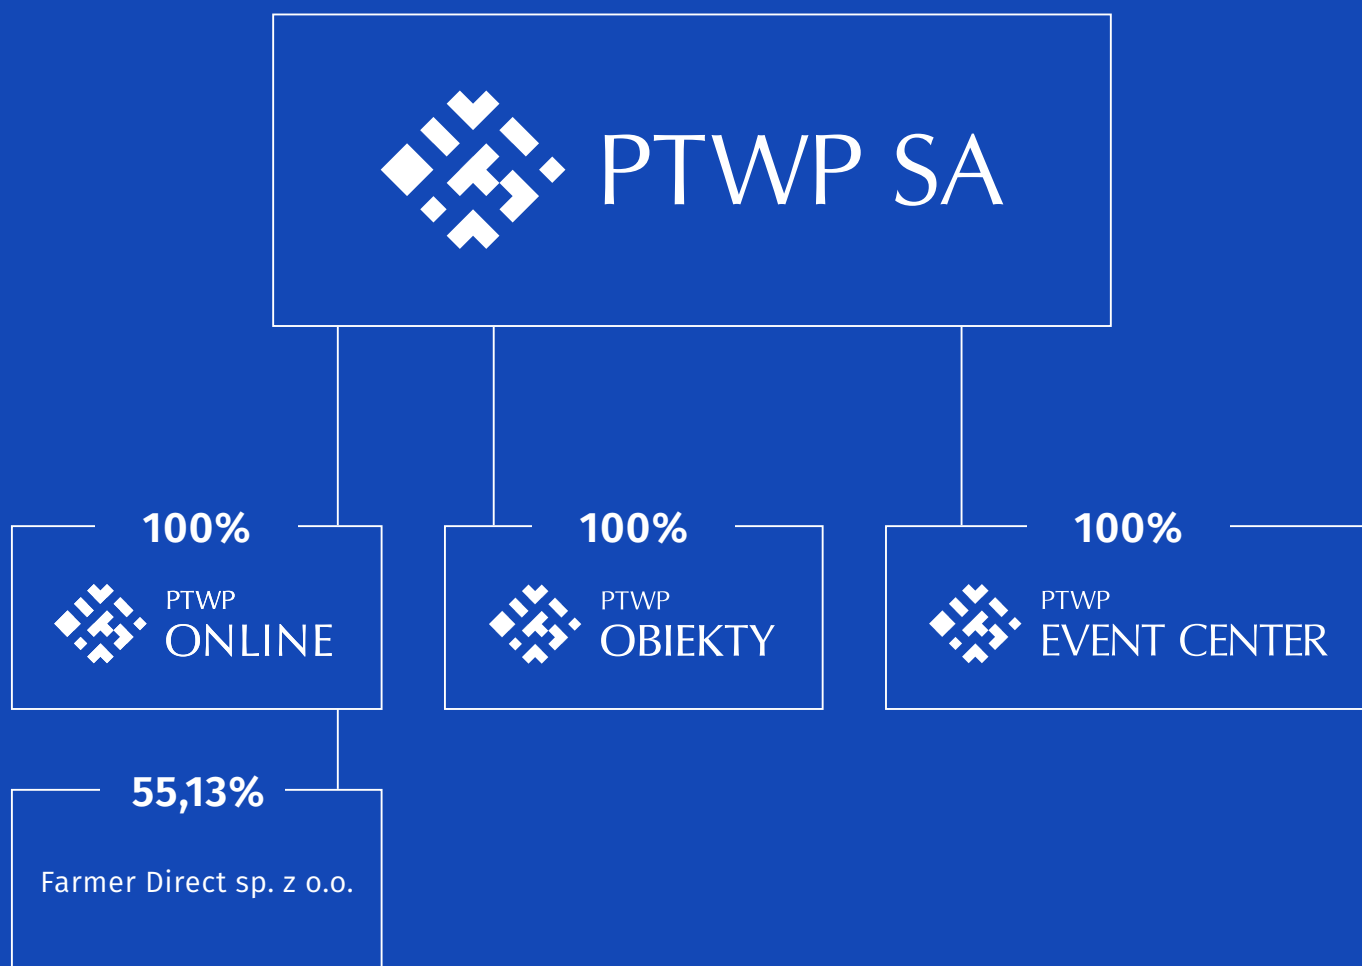 PTWP SA
100%
PTWP
ONLINE
100%
PTWP
OBIEKTY
100%
PTWP
EVENT CENTER
55,13%
Farmer Direct sp. z o.o.